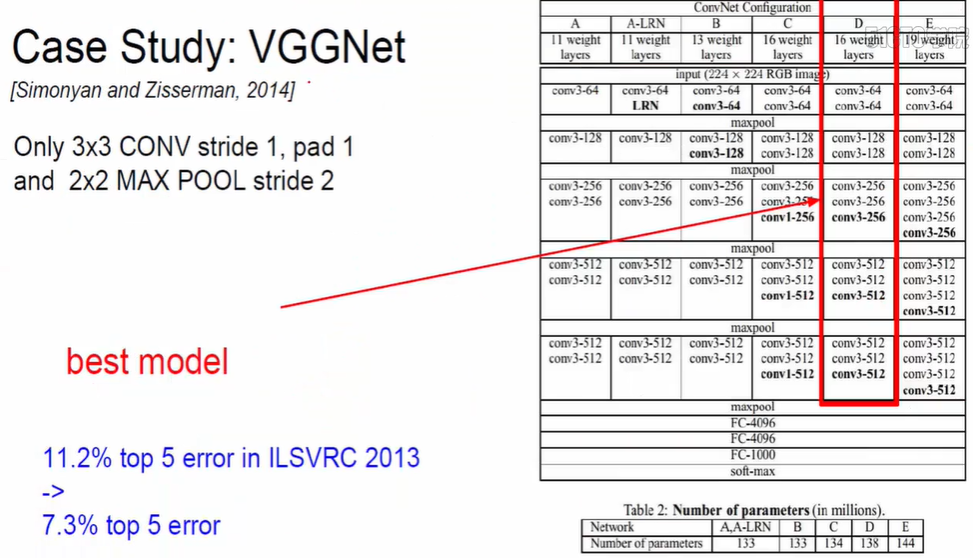 Case Study: VGGNet
[Simonyan and Zisserman, 2014]
Only 3x3 CONV stride 1, pad 1
and 2x2 MAX POOL stride 2
best model
11.2% top 5 error in ILSVRC 2013
->
7.3% top 5 error
ConvNet Configuration
A A-LRN B C D E
11 weight 11 weight 13 weight 16 weight 16 weight 19 weight
layers layers layers layers layers layers
input (224 × 224 RGB image)
conv3-64 conv3-64 conv3-64 conv3-64 conv3-64 conv3-64
LRN conv3-64 conv3-64 conv3-64 conv3-64
maxpool
conv3-128 conv3-128 conv3-128 conv3-128 conv3-128 conv3-128
conv3-128 conv3-128 conv3-128 conv3-128
maxpool
conv3-256 conv3-256 conv3-256 conv3-256 conv3-256 conv3-256
conv3-256 conv3-256 conv3-256 conv3-256 conv3-256 conv3-256
conv1-256 conv3-256 conv3-256
conv3-256
maxpool
conv3-512 conv3-512 conv3-512 conv3-512 conv3-512 conv3-512
conv3-512 conv3-512 conv3-512 conv3-512 conv3-512 conv3-512
conv1-512 conv3-512 conv3-512
conv3-512
maxpool
conv3-512 conv3-512 conv3-512 conv3-512 conv3-512 conv3-512
conv3-512 conv3-512 conv3-512 conv3-512 conv3-512 conv3-512
conv1-512 conv3-512 conv3-512
conv3-512
maxpool
FC-4096
FC-4096
FC-1000
soft-max
Table 2: Number of parameters (in millions).
Network A,A-LRN B C D E
Number of parameters 133 133 134 138 144